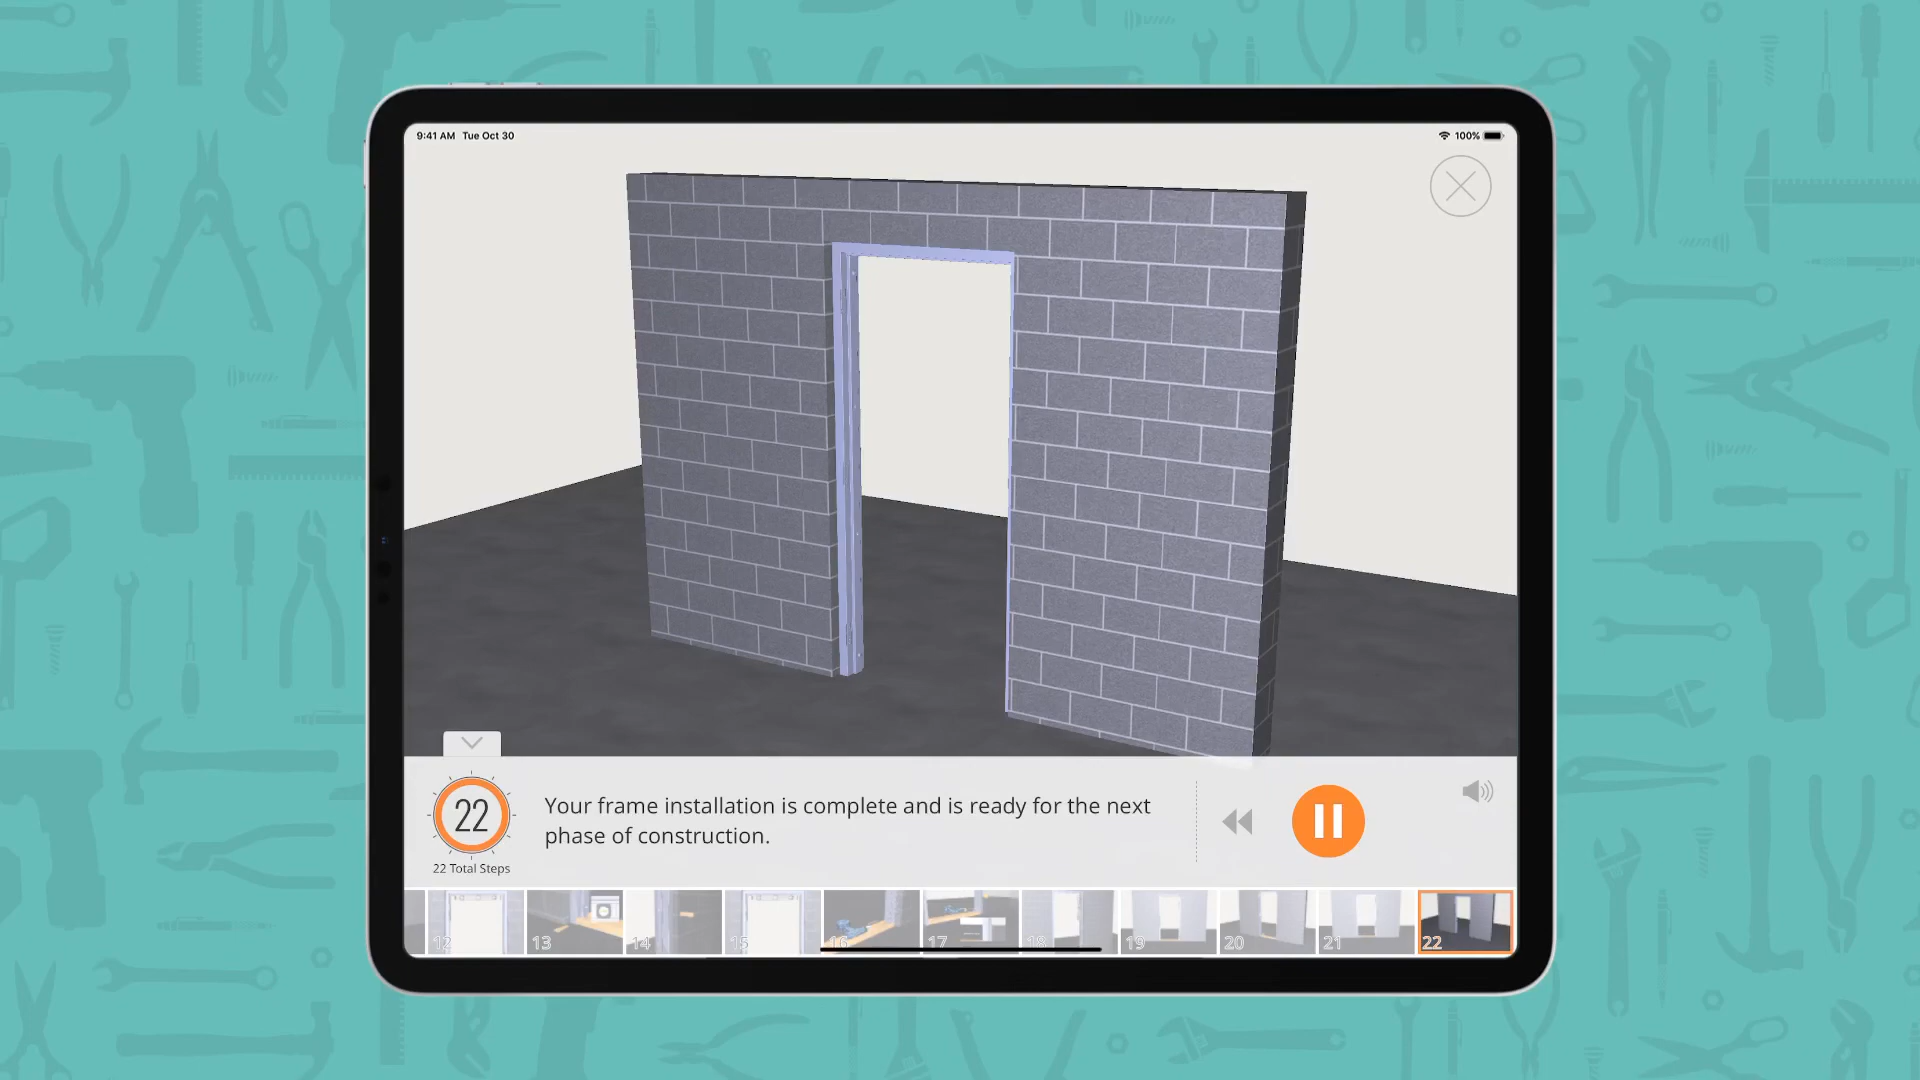 9:41 AM Tue Oct 30
100%
22
22 Total Steps
Your frame installation is complete and is ready for the next
phase of construction.
12 13 14 15 16 17 18 19 20 21 22